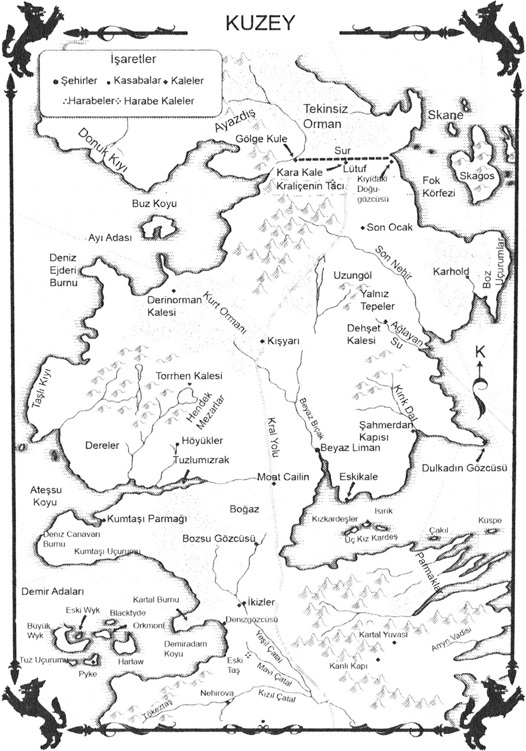 KUZEY
İşaretler
Şehirler
Kasabalar
Kaleler
Harabeler
Harabe Kaleler
Donuk Kıyı
Ayazdiş
Tekinsiz
Orman
Skane
Gölge Kule
Sur
Kara Kale
Lütuf
Kraliçenin Tacı
Kıyıdaki
Doğu-
gözcüsü
Fok
Körfezi
Skagos
Buz Koyu
Ayı Adası
Son Ocak
Deniz
Ejderi
Burnu
Son Nehir
Karhold
Boz
Uçurumlar
Uzungöl
Derinorman
Kalesi
Kurt Ormanı
Yalnız
Tepeler
Dehşet
Kalesi
Ağlayan
Su
Kışyarı
K
Taşlı Kıyı
Torrhen Kalesi
Hendek
Mezarlar
Kral Yolu
Beyaz Bıçak
Kırık Dal
Şahmerdan
Kapısı
Dereler
Höyükler
Tuzlumızrak
Beyaz Liman
Dulkadın Gözcüsü
Moat Cailin
Eskikale
Ateşsu
Koyu
Boğaz
Kumtaşı Parmağı
Isırık
Kızkardeşler
Üç Kız Kardeş
Çakıl
Küspe
Deniz Canavarı
Burnu
Kumtaşı Uçurumu
Bozsu Gözcüsü
Parmaklar
Demir Adaları
Eski Wyk
Blacktyde
Kartal Burnu
İkizler
Büyük
Wyk
Orkmont
Denizgözcüsü
Kartal Yuvası
Demiradam
Koyu
Yeşil Çatal
Arryn Vadisi
Tuz Uçurumu
Harlaw
Pyke
Eski
Taş
Mavi Çatal
Kanlı Kapı
Nehirova
Kızıl Çatal
Tökeztaş